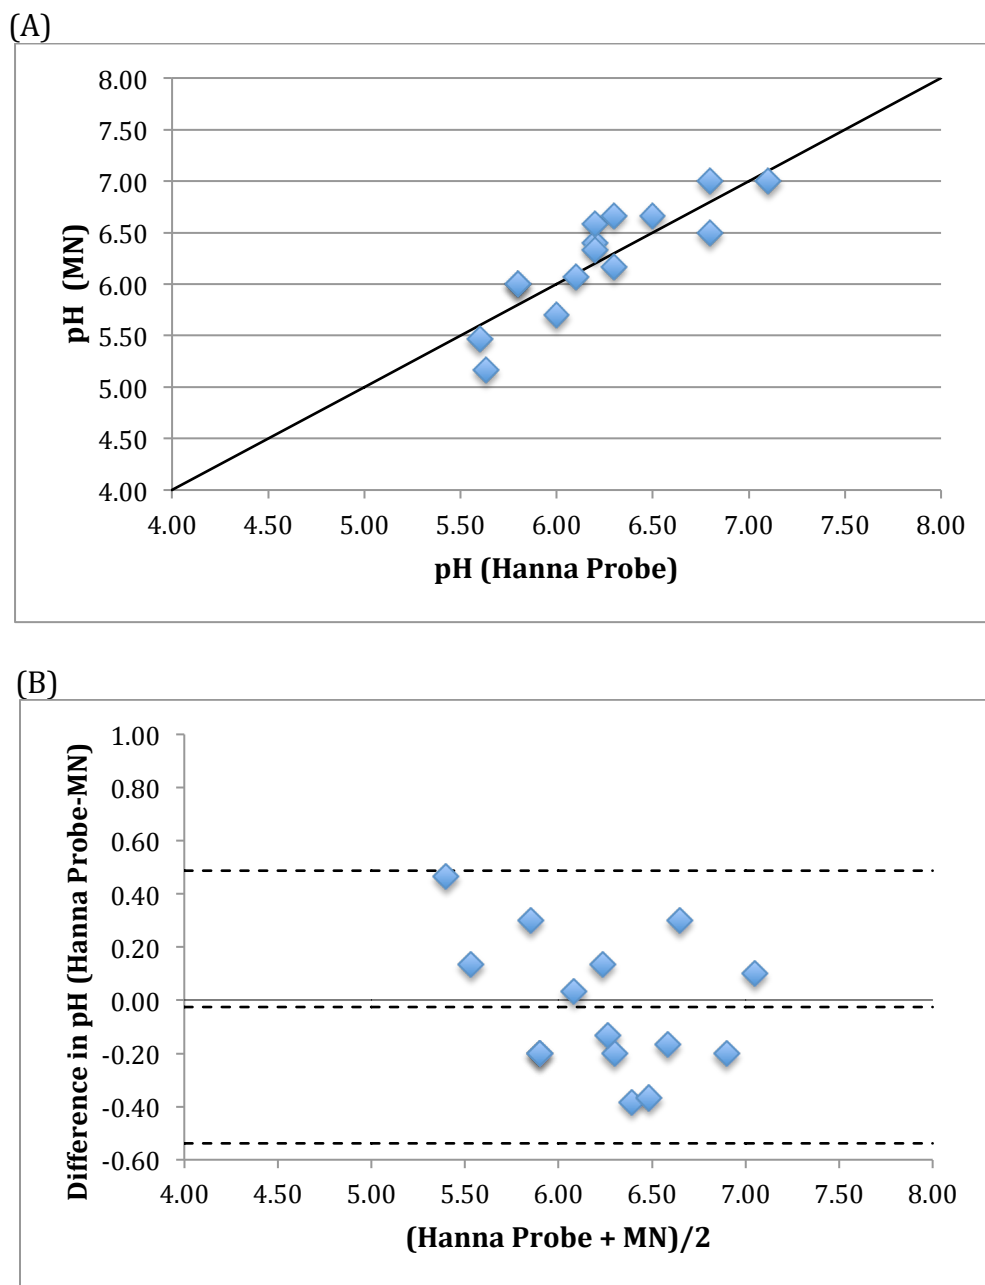 (A)
8.00
7.50
7.00
6.50
6.00
5.50
5.00
4.50
4.00
pH (MN)
4.00 4.50 5.00 5.50 6.00 6.50 7.00 7.50 8.00
pH (Hanna Probe)
(B)
1.00
0.80
0.60
0.40
0.20
0.00
-0.20
-0.40
-0.60
Difference in pH (Hanna Probe-MN)
4.00 4.50 5.00 5.50 6.00 6.50 7.00 7.50 8.00
(Hanna Probe + MN)/2